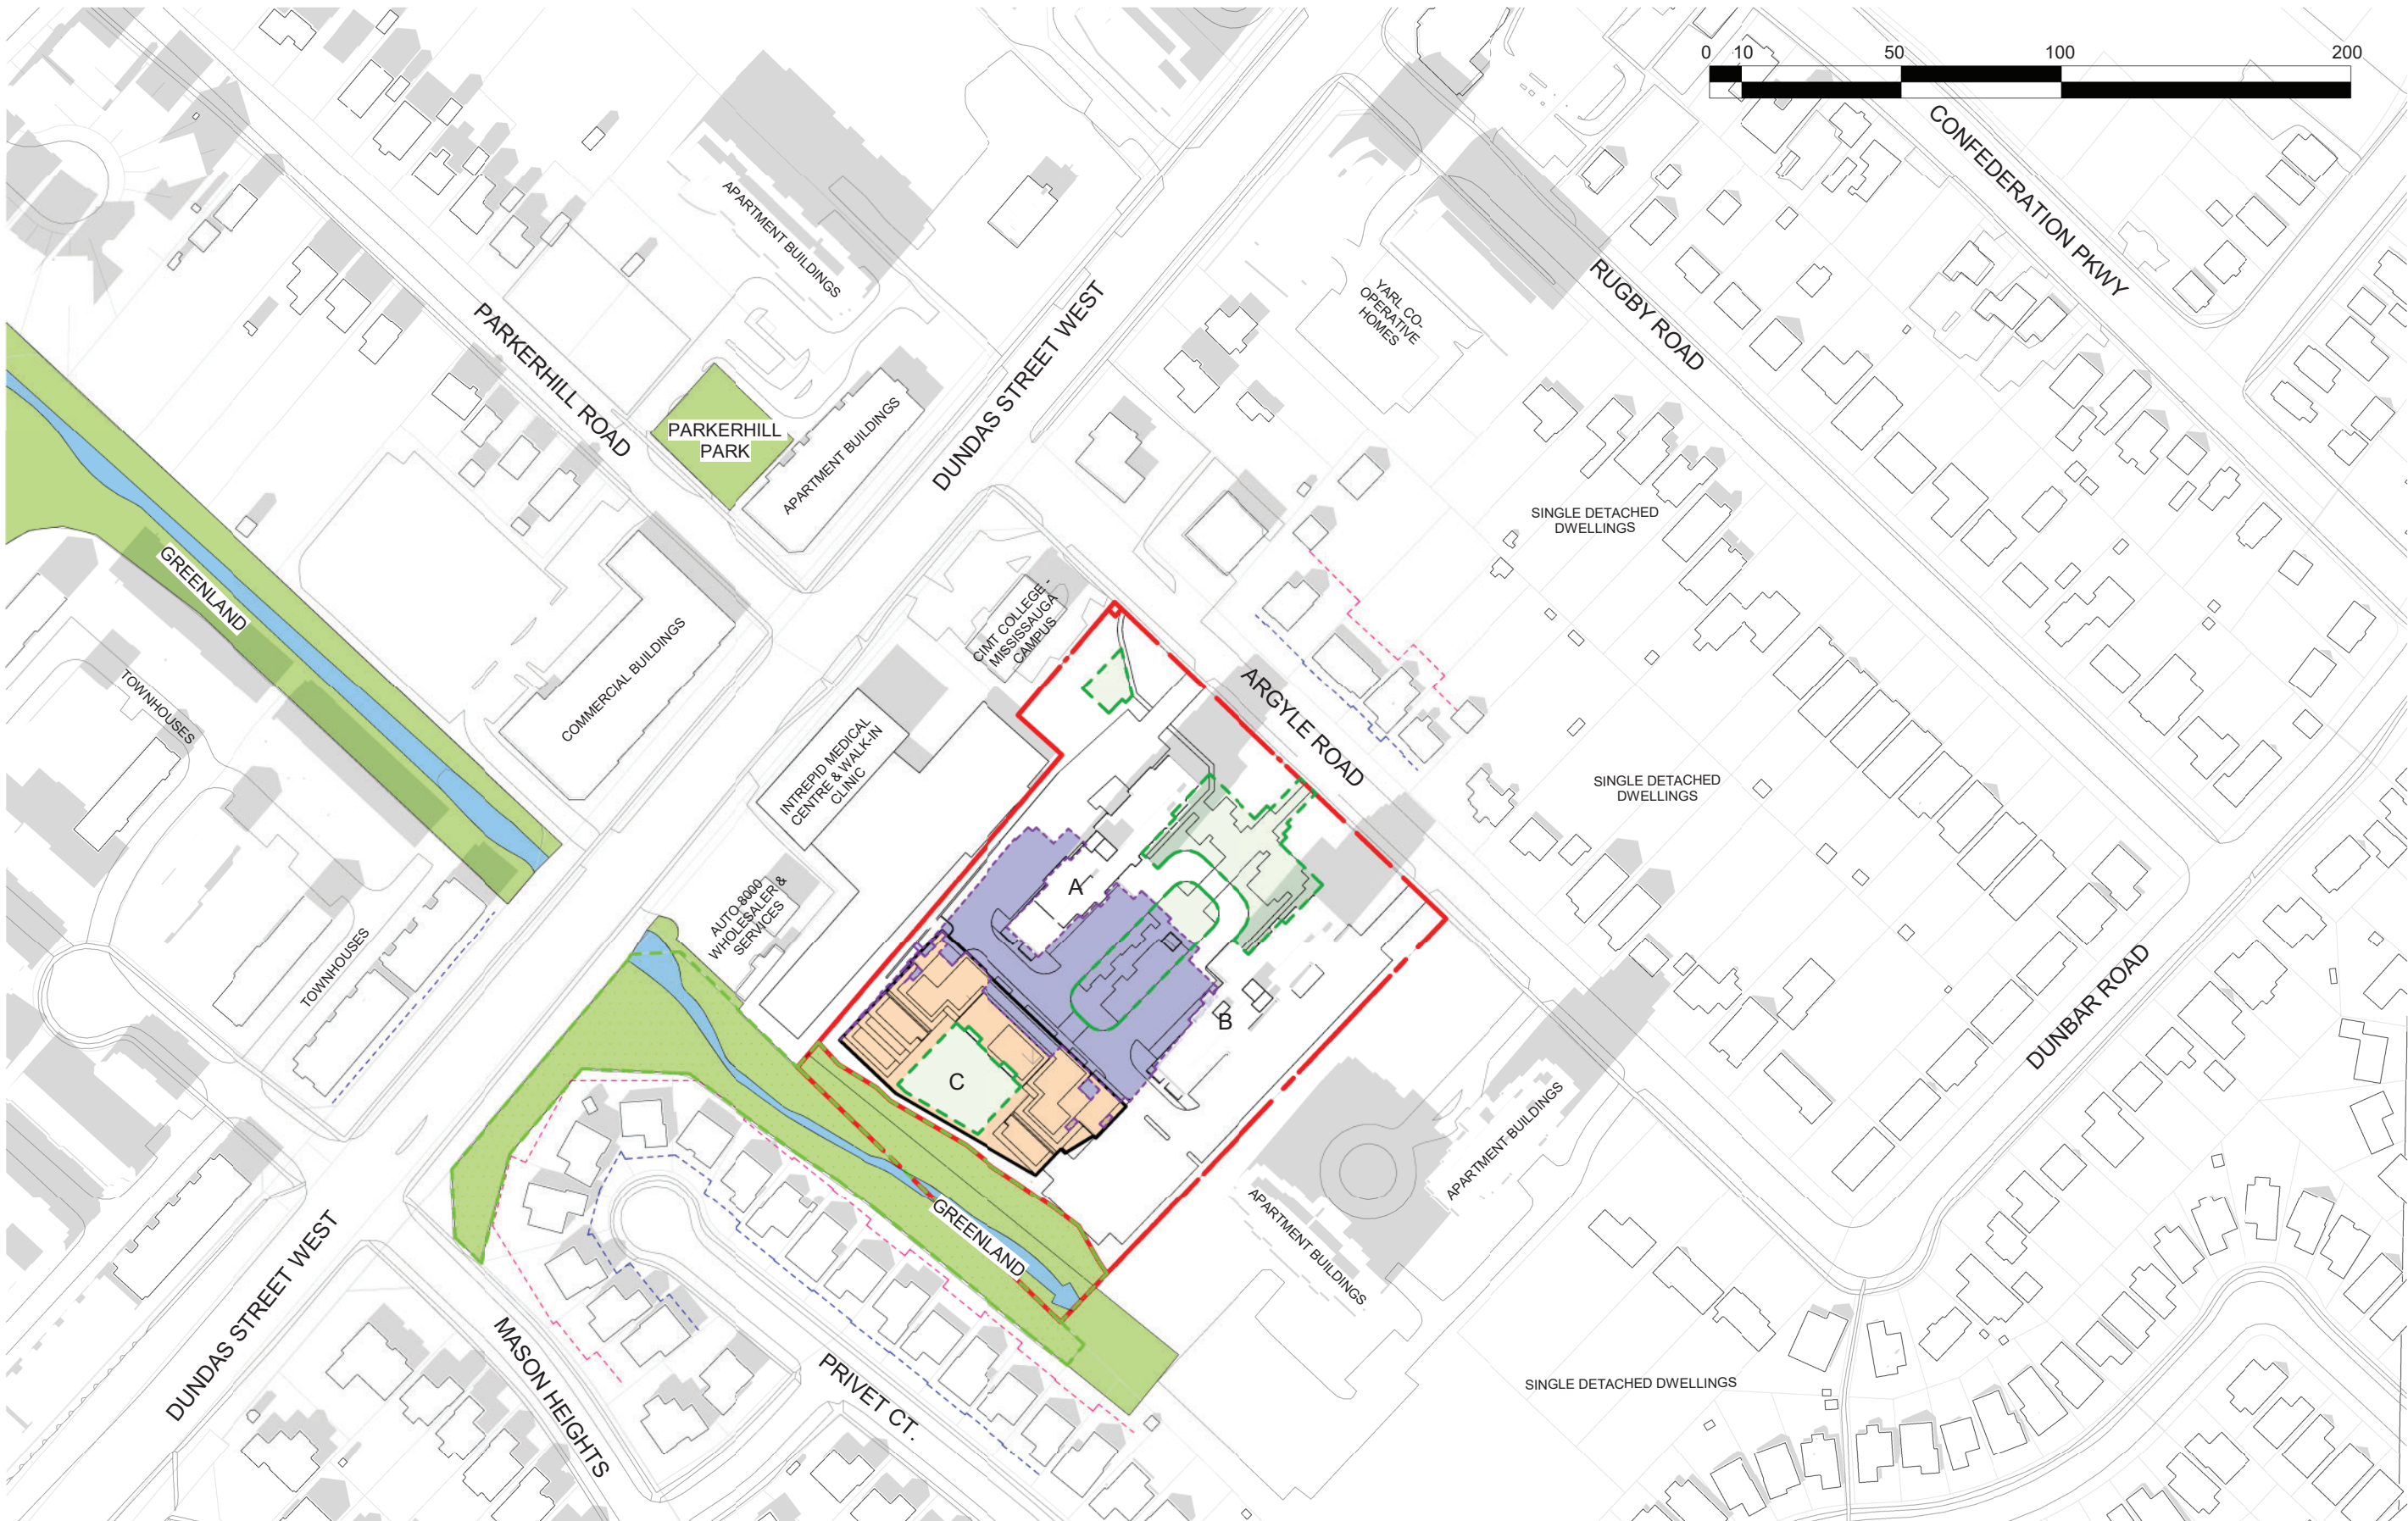 0 10 50 100 200
CONFEDERATION PKWY
APARTMENT BUILDINGS
RUGBY ROAD
YARL CO-
OPERATIVE
HOMES
DUNDAS STREET WEST
PARKERHILL ROAD
PARKERHILL
PARK
APARTMENT BUILDINGS
SINGLE DETACHED
DWELLINGS
GREENLAND
CIMT COLLEGE -
MISSISSAUGA
CAMPUS
COMMERCIAL BUILDINGS
TOWNHOUSES
ARGYLE ROAD
INTREPID MEDICAL
CENTRE & WALK-IN
CLINIC
SINGLE DETACHED
DWELLINGS
A
AUTO 8000
WHOLESALER &
SERVICES
TOWNHOUSES
B
DUNBAR ROAD
C
APARTMENT BUILDINGS
GREENLAND
APARTMENT BUILDINGS
DUNDAS STREET WEST
MASON HEIGHTS
PRIVET CT.
SINGLE DETACHED DWELLINGS